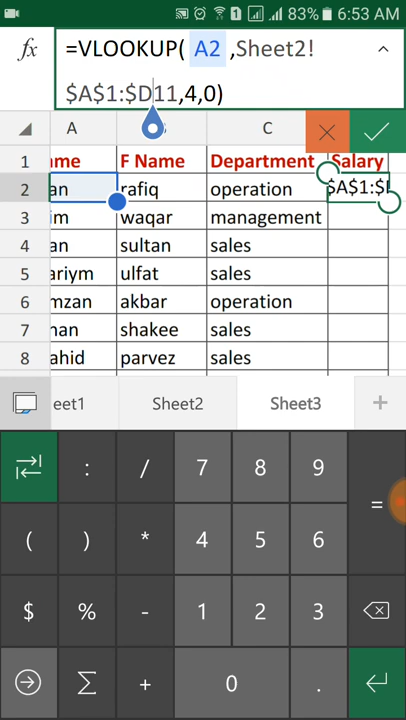 83% 6:53 AM
fx =VLOOKUP( A2 ,Sheet2!
$A$1:$D11,4,0)
A C
1 ame F Name Department Salary
2 an rafiq operation $A$1:$
3 im waqar management
4 an sultan sales
5 ariym ulfat sales
6 mzan akbar operation
7 nan shakee sales
8 ahid parvez sales
eet1 Sheet2 Sheet3 +
: / 7 8 9
=
( ) * 4 5 6
$ % - 1 2 3
Σ + 0 .